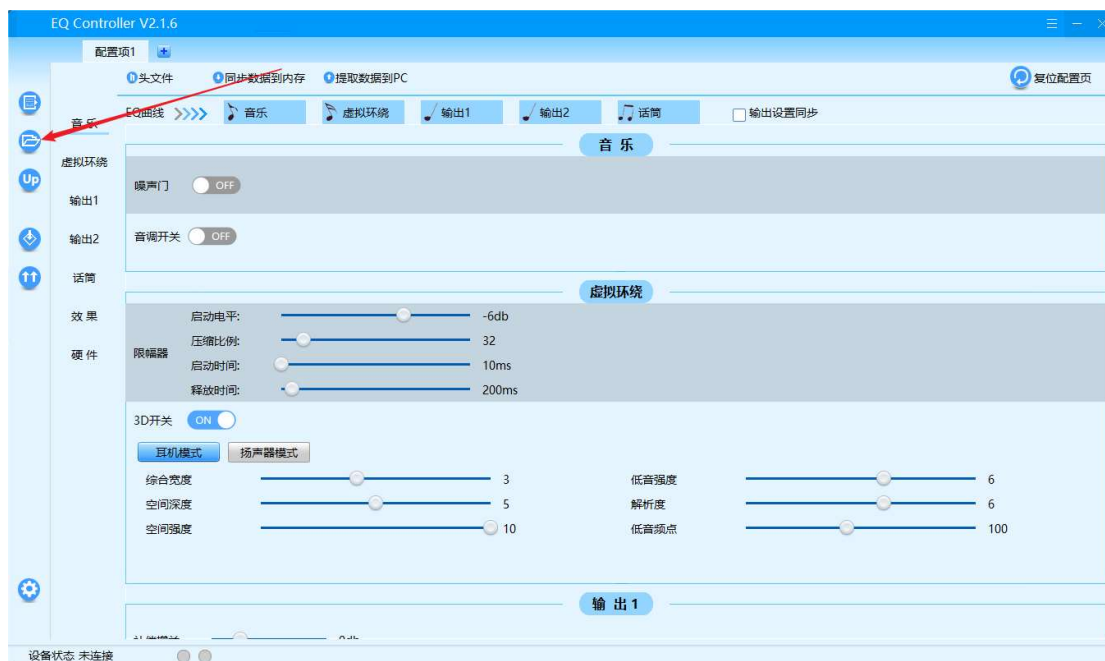 EQ Controller V2.1.6
配置项1
头文件 同步数据到内存 提取数据到PC 复位配置页
EQ曲线 音乐 虚拟环绕 输出1 输出2 话筒 输出设置同步
音 乐
虚拟环绕
Up
输出1
输出2
话筒
效 果
硬 件
音 乐
噪声门 OFF
音调开关 OFF
虚拟环绕
限幅器
启动电平: -6db
压缩比例: 32
启动时间: 10ms
释放时间: 200ms
3D开关 ON
耳机模式 扬声器模式
综合宽度 3 低音强度 6
空间深度 5 解析度 6
空间强度 10 低音频点 100
输 出 1
设备状态 未连接